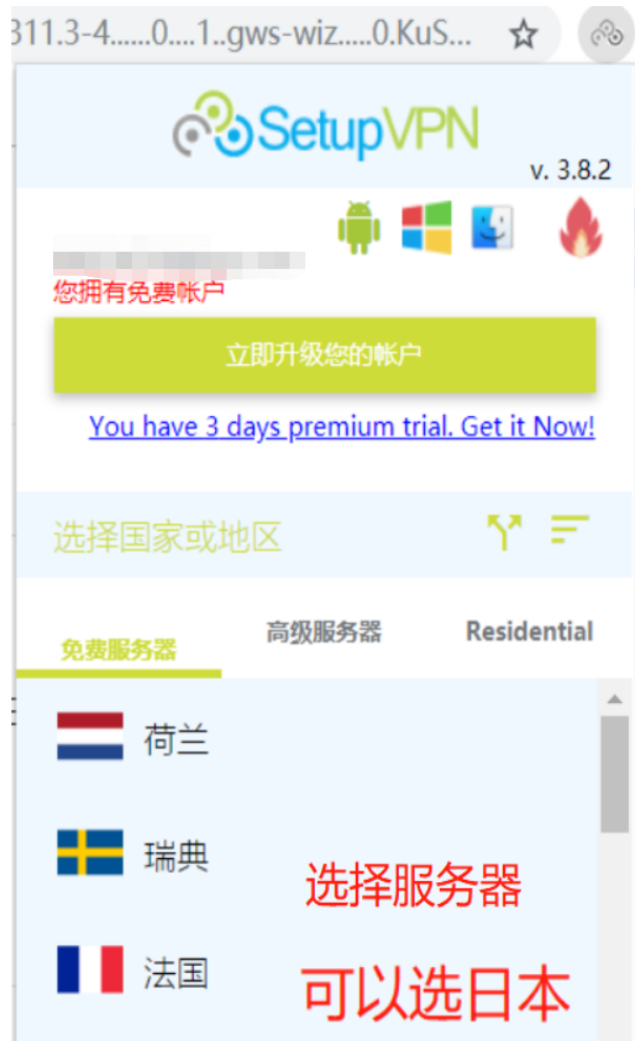 311.3-4......0....1..gws-wiz.....0.KuS...
SetupVPN
v. 3.8.2
您拥有免费帐户
立即升级您的帐户
You have 3 days premium trial. Get it Now!
选择国家或地区
免费服务器
高级服务器
Residential
荷兰
瑞典
选择服务器
法国
可以选日本